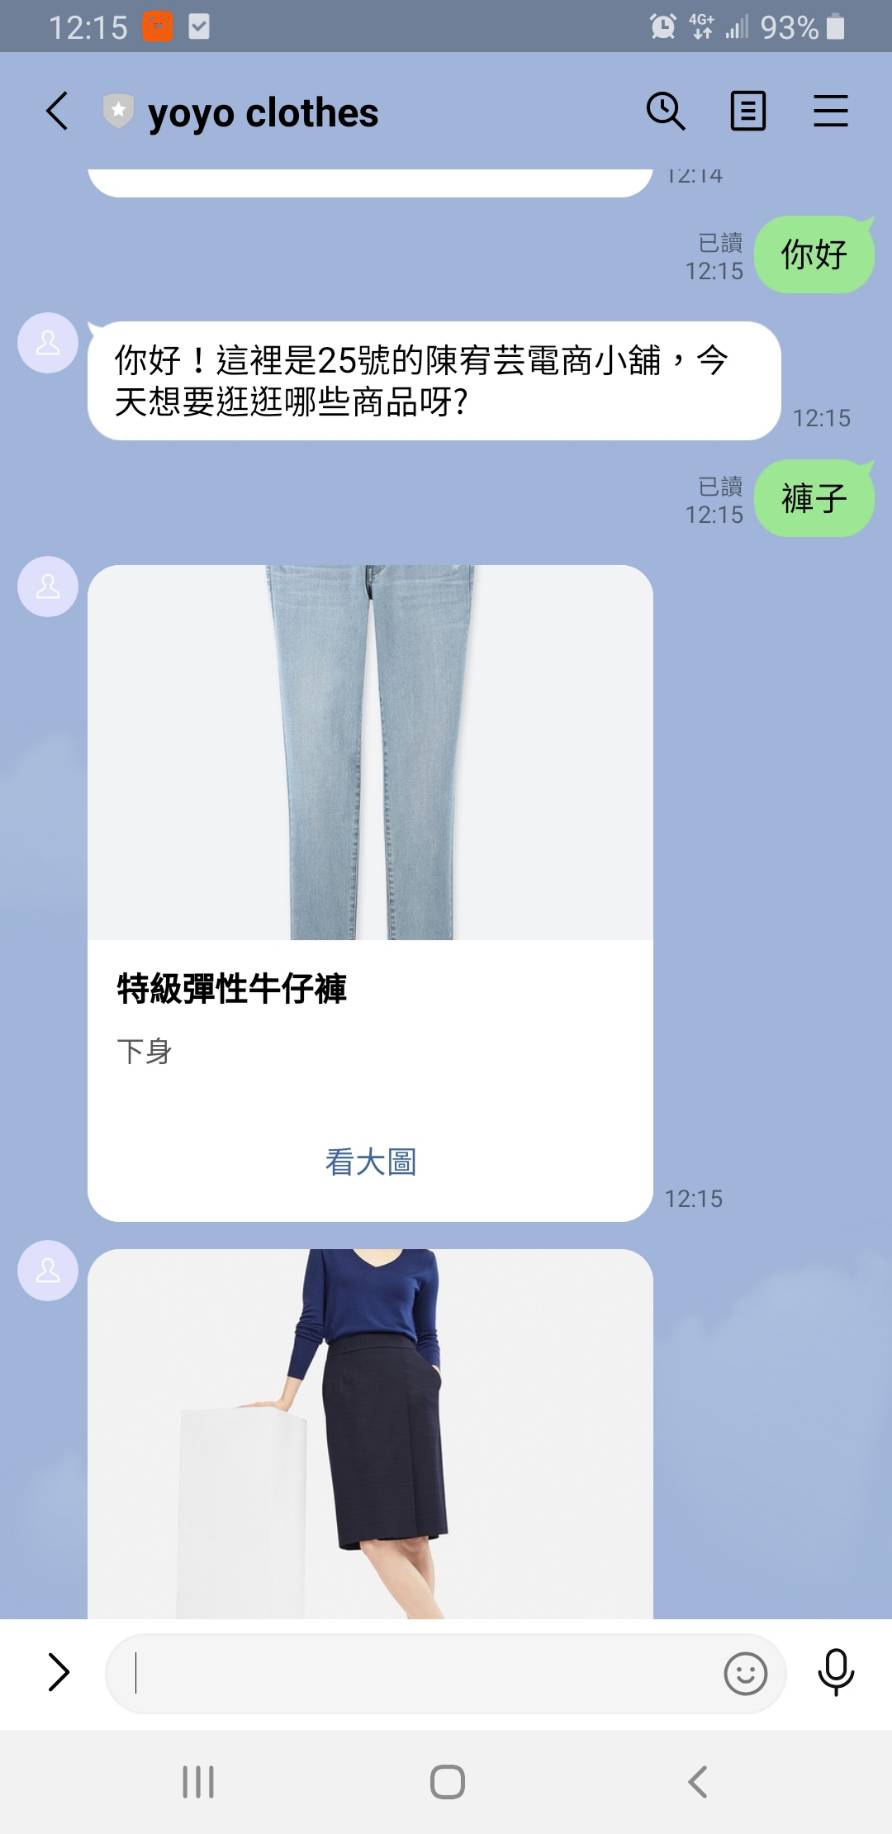 12:15
4G+
93%
yoyo clothes
12:14
已讀
12:15
你好
你好！這裡是25號的陳宥芸電商小舖，今
天想要逛逛哪些商品呀?
12:15
已讀
12:15
褲子
特級彈性牛仔褲
下身
看大圖
12:15